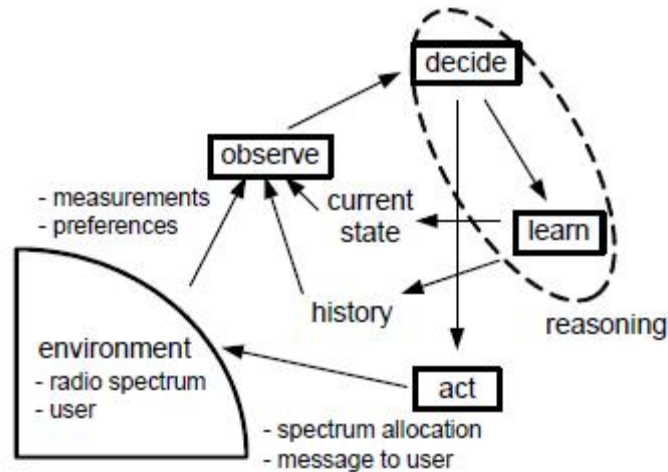 decide
observe
- measurements
- preferences
current
state
learn
history
reasoning
environment
- radio spectrum
- user
act
- spectrum allocation
- message to user